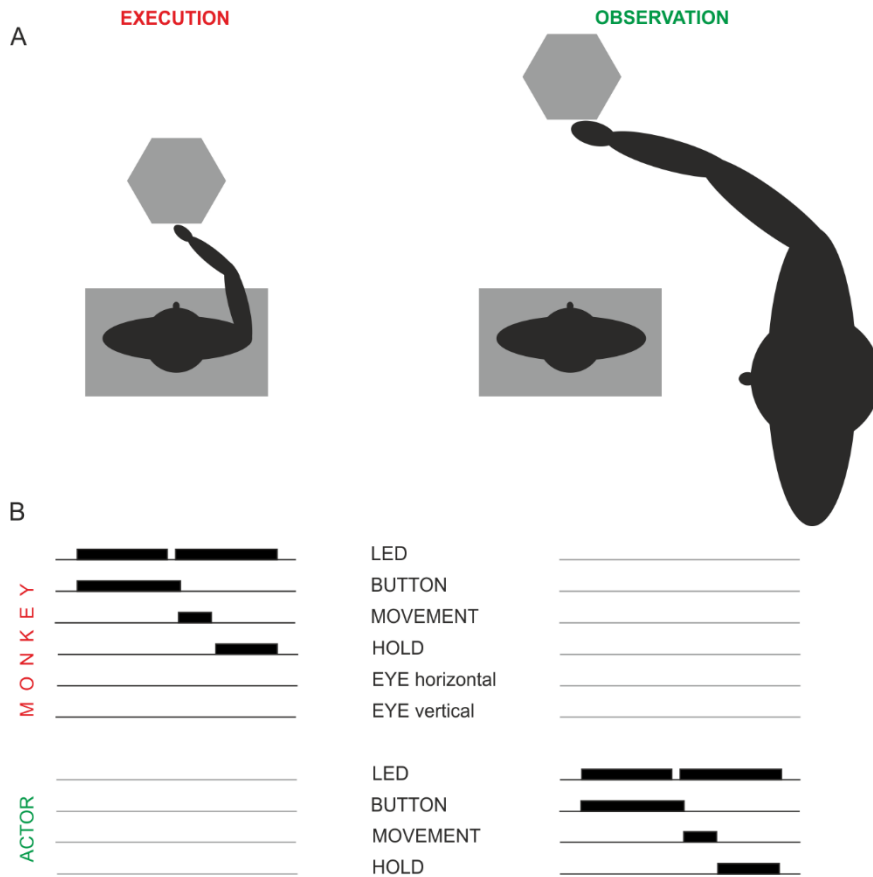 EXECUTION
OBSERVATION
A
B
MONKEY
LED
BUTTON
MOVEMENT
HOLD
EYE horizontal
EYE vertical
ACTOR
LED
BUTTON
MOVEMENT
HOLD